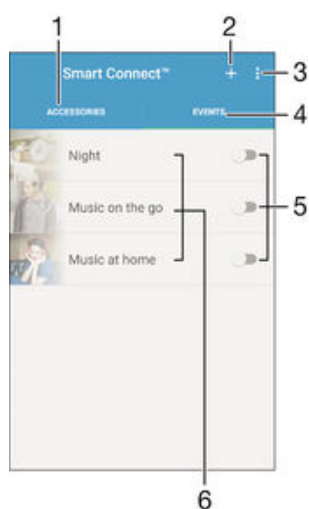 1
2
Smart Connect™ + 3
ACCESSORIES EVENTS 4
Night
Music on the go 5
Music at home
6